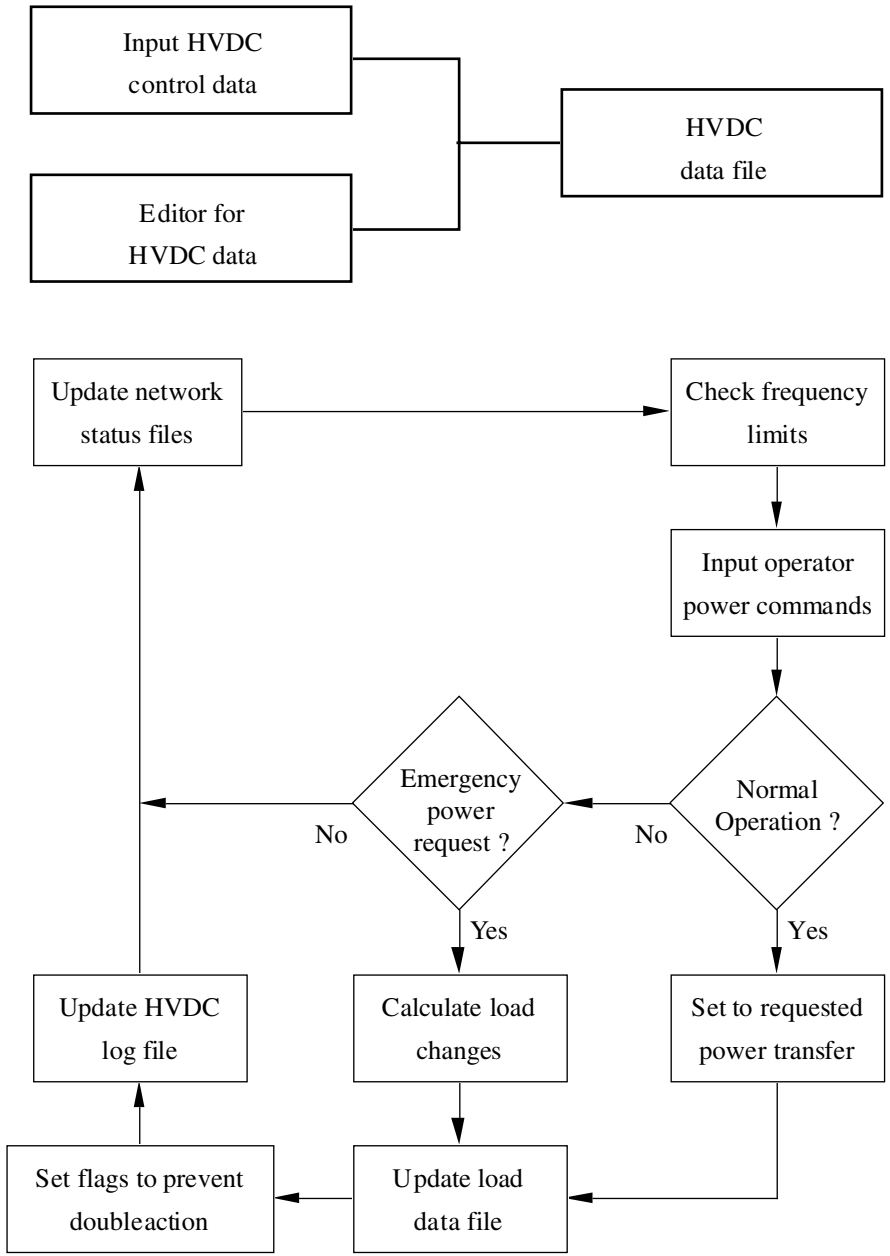 Input HVDC
control data
HVDC
data file
Editor for
HVDC data
Update network
status files
Check frequency
limits
Input operator
power commands
Emergency
power
request ?
Normal
Operation ?
No
No
Yes
Yes
Update HVDC
log file
Calculate load
changes
Set to requested
power transfer
Set flags to prevent
doubleaction
Update load
data file